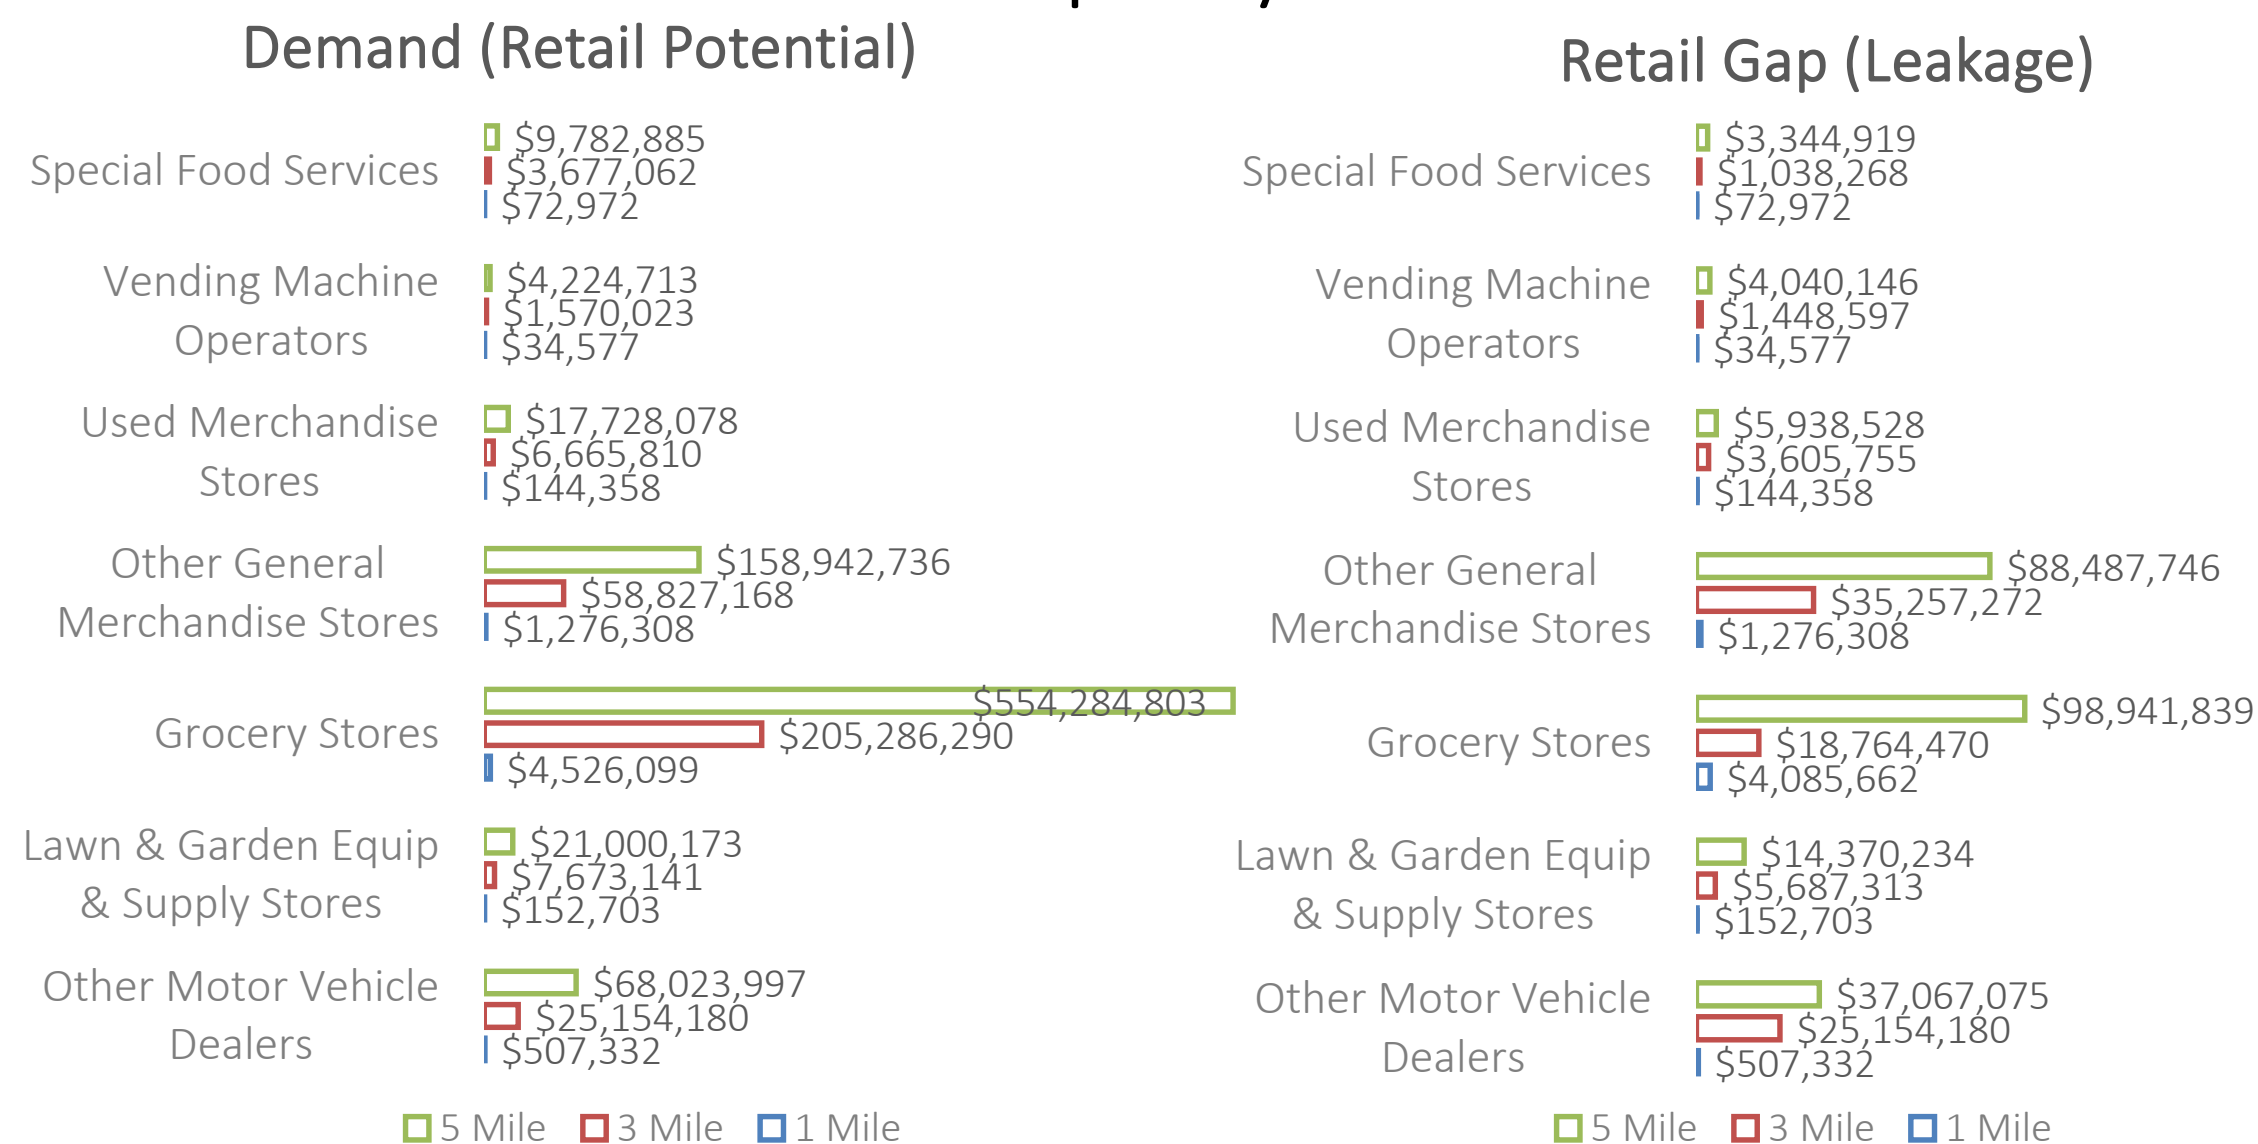 Demand (Retail Potential)
Special Food Services
$9,782,885
$3,677,062
$72,972
Vending Machine
Operators
$4,224,713
$1,570,023
$34,577
Used Merchandise
Stores
$17,728,078
$6,665,810
$144,358
Other General
Merchandise Stores
$158,942,736
$58,827,168
$1,276,308
Grocery Stores
$554,284,803
$205,286,290
$4,526,099
Lawn & Garden Equip
& Supply Stores
$21,000,173
$7,673,141
$152,703
Other Motor Vehicle
Dealers
$68,023,997
$25,154,180
$507,332
5 Mile 3 Mile 1 Mile
Retail Gap (Leakage)
Special Food Services
$3,344,919
$1,038,268
$72,972
Vending Machine
Operators
$4,040,146
$1,448,597
$34,577
Used Merchandise
Stores
$5,938,528
$3,605,755
$144,358
Other General
Merchandise Stores
$88,487,746
$35,257,272
$1,276,308
Grocery Stores
$98,941,839
$18,764,470
$4,085,662
Lawn & Garden Equip
& Supply Stores
$14,370,234
$5,687,313
$152,703
Other Motor Vehicle
Dealers
$37,067,075
$25,154,180
$507,332
5 Mile 3 Mile 1 Mile